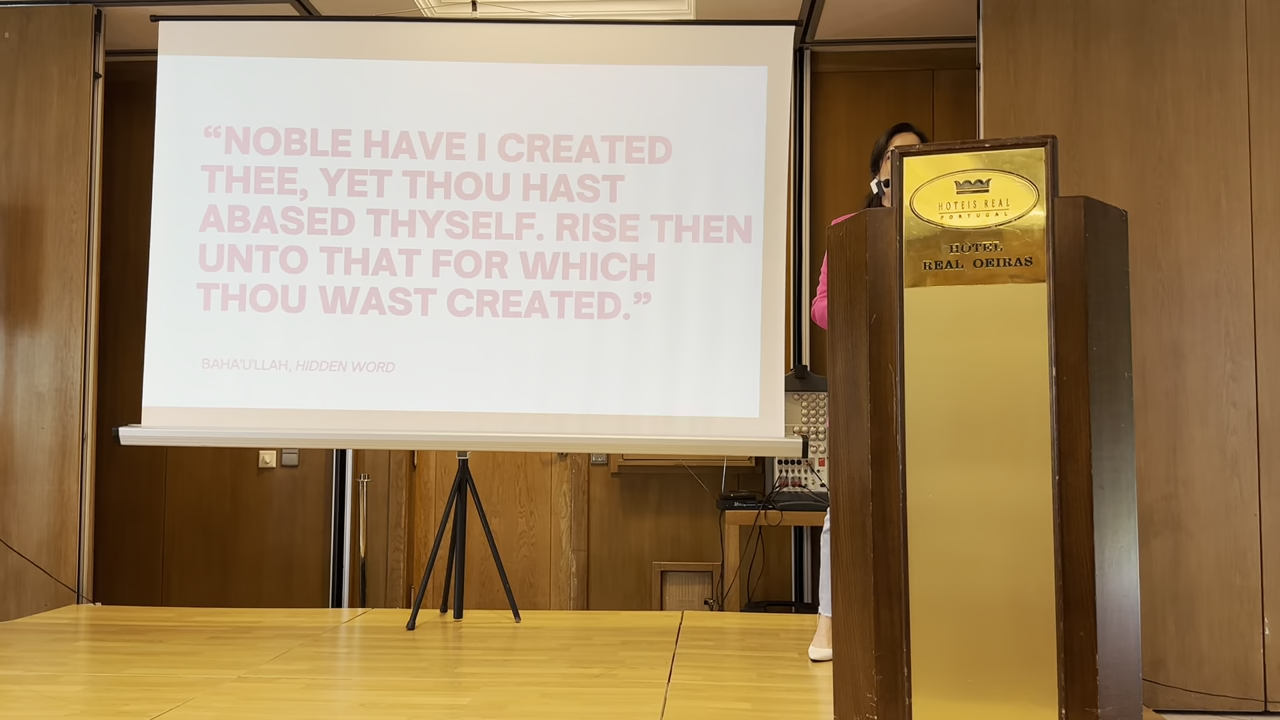 “NOBLE HAVE I CREATED
THEE, YET THOU HAST
ABASED THYSELF. RISE THEN
UNTO THAT FOR WHICH
THOU WAST CREATED.”
BAHA'U'LLAH, HIDDEN WORD
HOTEIS REAL
PORTUGAL
HOTEL
REAL OEIRAS